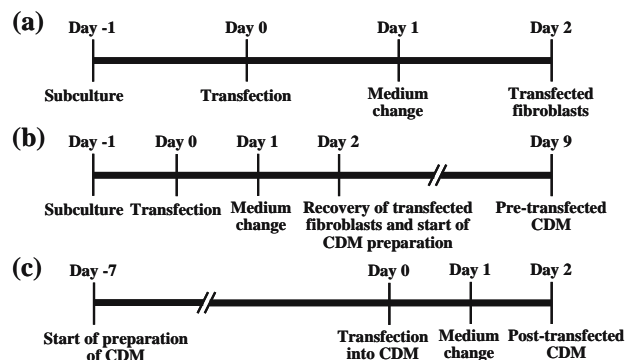 (a) Day -1 Day 0 Day 1 Day 2
Subculture Transfection Medium Transfected
change fibroblasts
(b) Day -1 Day 0 Day 1 Day 2 Day 9
Subculture Transfection Medium Recovery of transfected Pre-transfected
change fibroblasts and start of CDM
CDM preparation
(c) Day -7 Day 0 Day 1 Day 2
Start of preparation Transfection Medium Post-transfected
of CDM into CDM change CDM